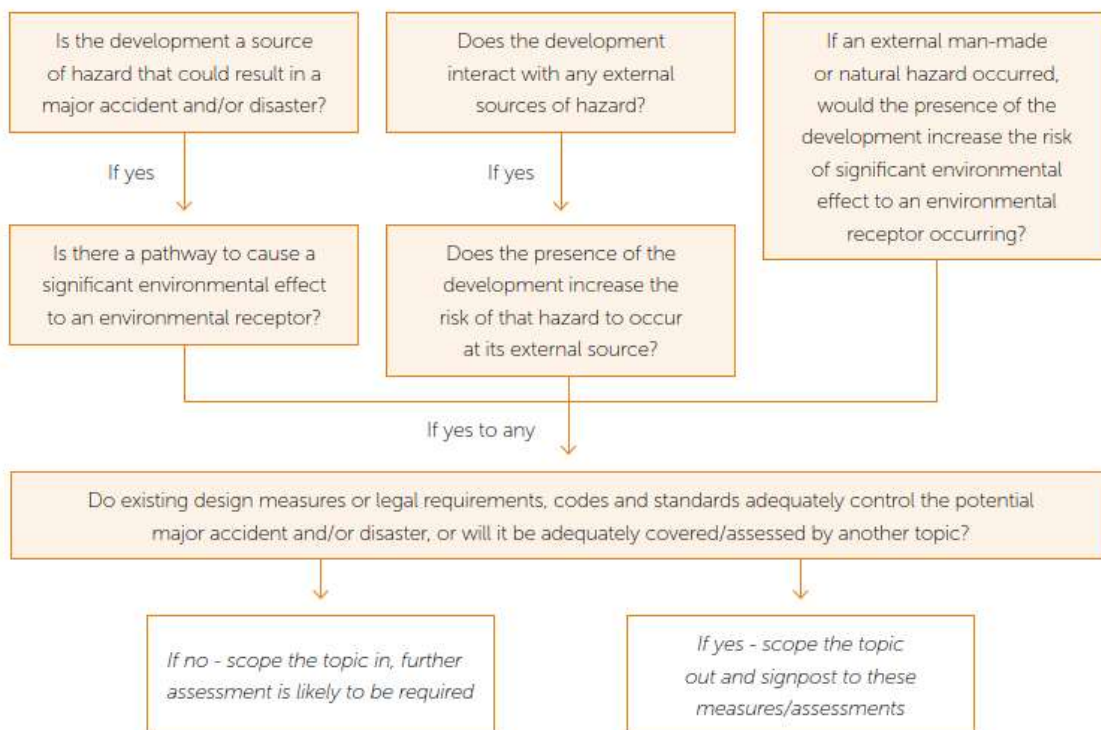 Is the development a source
of hazard that could result in a
major accident and/or disaster?
Does the development
interact with any external
sources of hazard?
If an external man-made
or natural hazard occurred,
would the presence of the
development increase the risk
of significant environmental
effect to an environmental
receptor occurring?
If yes
If yes
Is there a pathway to cause a
significant environmental effect
to an environmental receptor?
Does the presence of the
development increase the
risk of that hazard to occur
at its external source?
If yes to any
Do existing design measures or legal requirements, codes and standards adequately control the potential
major accident and/or disaster, or will it be adequately covered/assessed by another topic?
If no - scope the topic in, further
assessment is likely to be required
If yes - scope the topic
out and signpost to these
measures/assessments